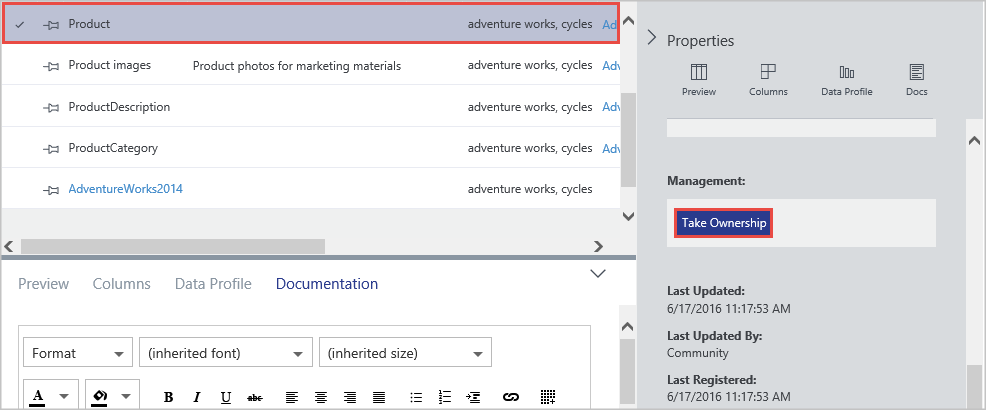 Product adventure works, cycles Ad
Product images Product photos for marketing materials adventure works, cycles Adv
ProductDescription adventure works, cycles Adv
ProductCategory adventure works, cycles Adv
AdventureWorks2014 adventure works, cycles
Preview Columns Data Profile Documentation
Format (inherited font) (inherited size)
A B I U abc
Properties
Preview Columns Data Profile Docs
Management:
Take Ownership
Last Updated:
6/17/2016 11:17:53 AM
Last Updated By:
Community
Last Registered:
6/17/2016 11:17:53 AM